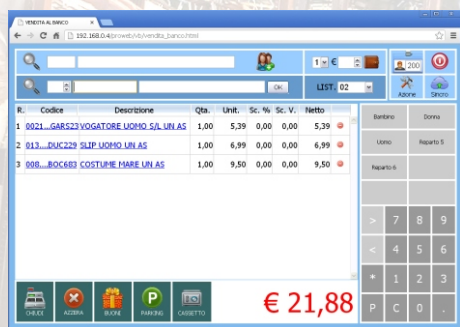 VENDITA AL BANCO
192.168.0.4/proweb/vb/vendita_banco.html
1 €
200
OK
LIST. 02
Azione Sincro
R. Codice Descrizione Qta. Unit. Sc. % Sc. V. Netto
1 0021...GARS23 VOGATORE UOMO S/L UN AS 1,00 5,39 0,00 0,00 5,39
2 013....DUC229 SLIP UOMO UN AS 1,00 6,99 0,00 0,00 6,99
3 008....BOC683 COSTUME MARE UN AS 1,00 9,50 0,00 0,00 9,50
Bambino Donna
Uomo Reparto 5
Reparto 6
> 7 8 9
< 4 5 6
* 1 2 3
P C 0 .
CHIUDI AZZERA BUONI PARKING CASSETTO
€ 21,88